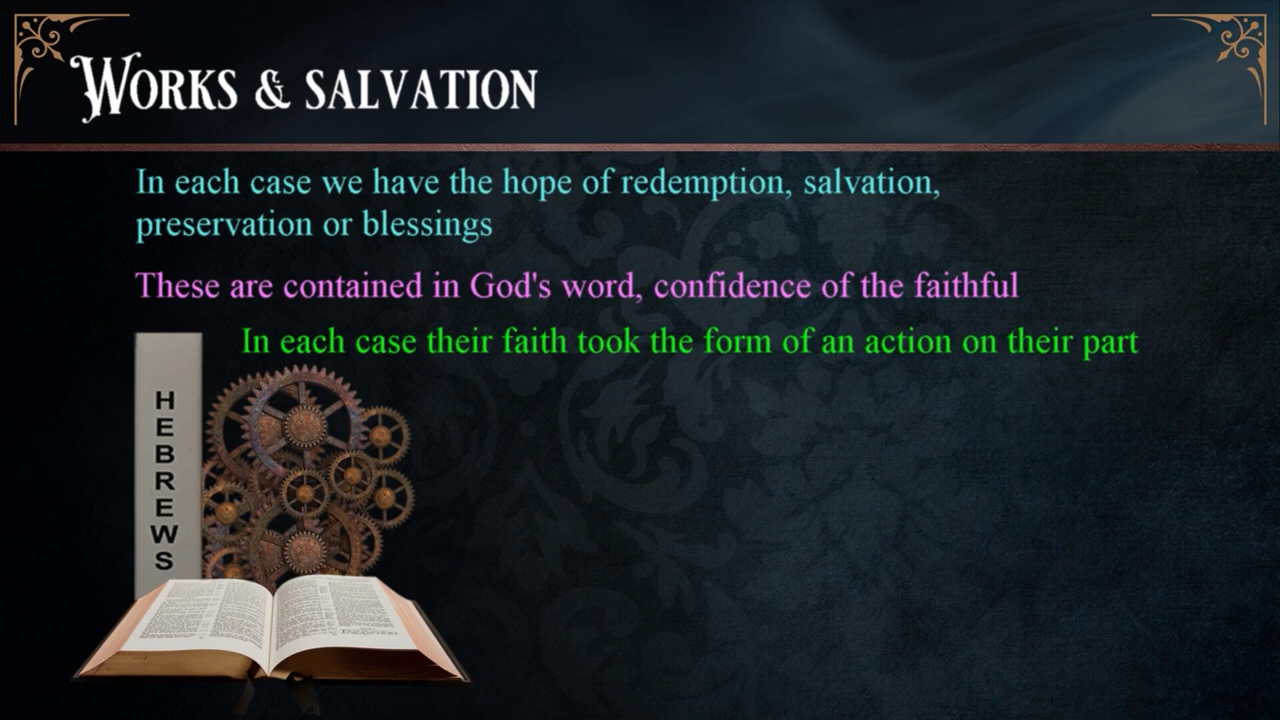 WORKS & SALVATION
In each case we have the hope of redemption, salvation,
preservation or blessings
These are contained in God's word, confidence of the faithful
In each case their faith took the form of an action on their part
HEBREWS